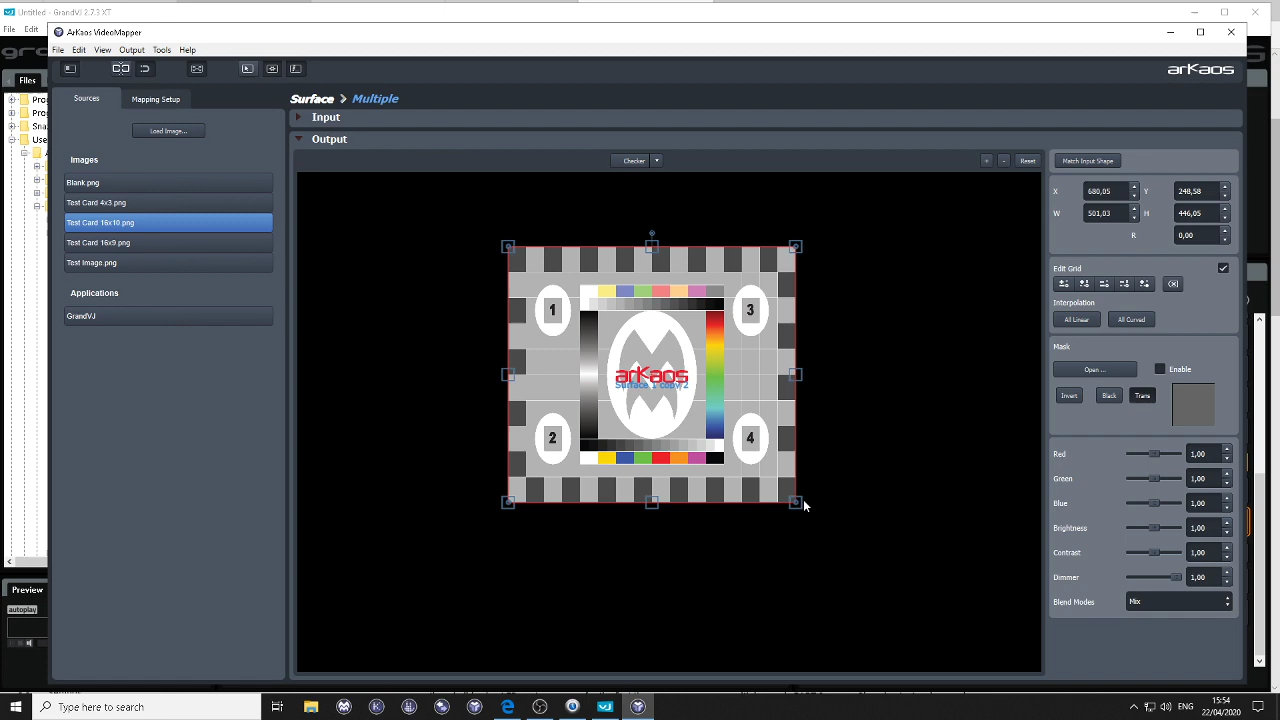 Untitled - GrandVJ 2.7.3 XT
File Edit
ArKaos VideoMapper
File Edit View Output Tools Help
arkaos
Files
Sources
Mapping Setup
Surface > Multiple
Load Image...
Input
Output
Checker
+ - Reset
Match Input Shape
Images
Blank.png
Test Card 4x3 png
Test Card 16x10 png
Test Card 16x9 png
Test Image.png
Applications
GrandVJ
X 680,05 Y 248,58
W 501,03 H 446,05
R 0,00
Edit Grid
Interpolation
All Linear All Curved
Mask
Open ... Enable
Invert Black Trans
Red 1,00
Green 1,00
Blue 1,00
Brightness 1,00
Contrast 1,00
Dimmer 1,00
Blend Modes Mix
1 3
arkaos
Surface 1 copy 2
2 4
Preview
autoplay
Type here to search
ENG
15:54
22/04/2020